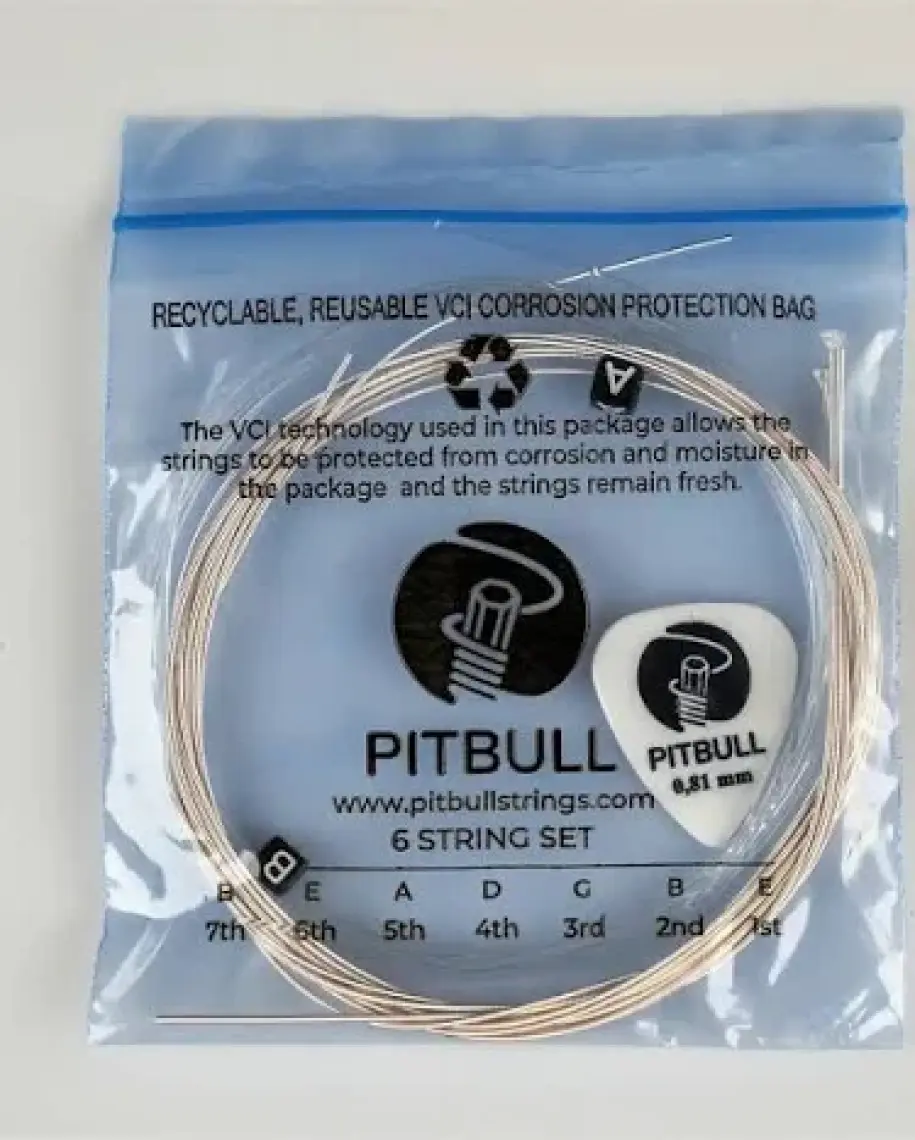 RECYCLABLE, REUSABLE VCI CORROSION PROTECTION BAG
A
The VCI technology used in this package allows the
strings to be protected from corrosion and moisture in
the package and the strings remain fresh.
PITBULL
www.pitbullstrings.com
6 STRING SET
PITBULL
0,81 mm
B
B E A D G B E
7th 6th 5th 4th 3rd 2nd 1st